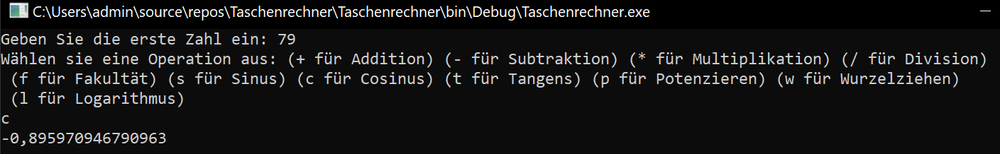 C:\Users\admin\source\repos\Taschenrechner\Taschenrechner\bin\Debug\Taschenrechner.exe
Geben Sie die erste Zahl ein: 79
Wählen sie eine Operation aus: (+ für Addition) (- für Subtraktion) (* für Multiplikation) (/ für Division)
(f für Fakultät) (s für Sinus) (c für Cosinus) (t für Tangens) (p für Potenzieren) (w für Wurzelziehen)
(l für Logarithmus)
c
-0,895970946790963